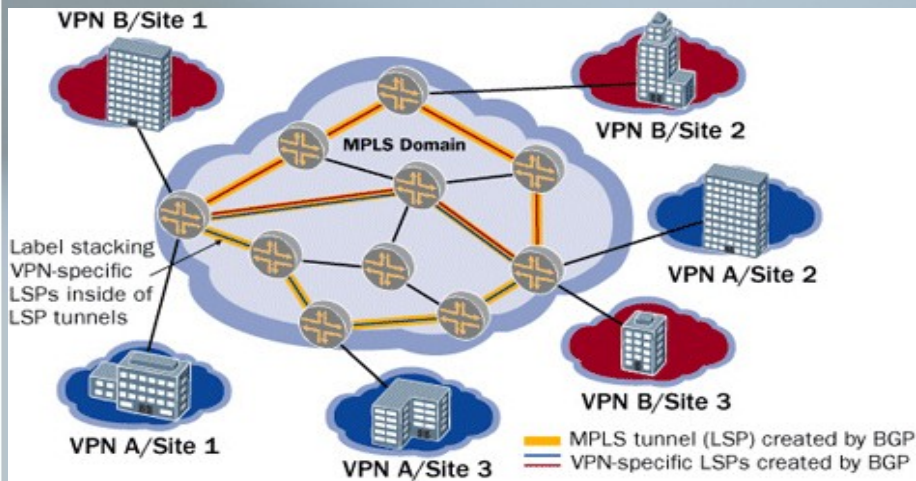 VPN B/Site 1
VPN B/Site 2
MPLS Domain
Label stacking
VPN-specific
LSPs inside of
LSP tunnels
VPN A/Site 2
VPN B/Site 3
VPN A/Site 1
VPN A/Site 3
MPLS tunnel (LSP) created by BGP
VPN-specific LSPs created by BGP